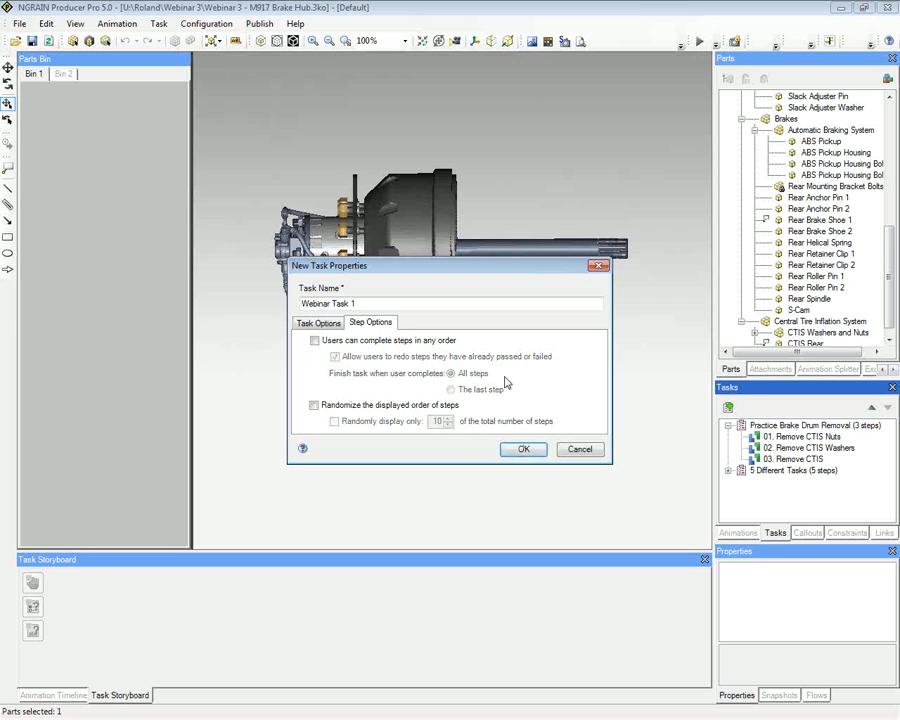 NGRAIN Producer Pro 5.0 - [U:\Roland\Webinar 3\Webinar 3 - M917 Brake Hub.3ko] - [Default]
File Edit View Animation Task Configuration Publish Help
100%
Parts Bin
Bin 1 Bin 2
Parts
Slack Adjuster Pin
Slack Adjuster Washer
Brakes
Automatic Braking System
ABS Pickup
ABS Pickup Housing
ABS Pickup Housing Bol
ABS Pickup Housing Bol
Rear Mounting Bracket Bolts
Rear Anchor Pin 1
Rear Anchor Pin 2
Rear Brake Shoe 1
Rear Brake Shoe 2
Rear Helical Spring
Rear Retainer Clip 1
Rear Retainer Clip 2
Rear Roller Pin 1
Rear Roller Pin 2
Rear Spindle
S-Cam
Central Tire Inflation System
CTIS Washers and Nuts
CTIS Rear
Parts Attachments Animation Splitter Exc
New Task Properties
Task Name *
Webinar Task 1
Task Options Step Options
Users can complete steps in any order
Allow users to redo steps they have already passed or failed
Finish task when user completes: All steps
The last step
Randomize the displayed order of steps
Randomly display only: 10 of the total number of steps
OK Cancel
Tasks
Practice Brake Drum Removal (3 steps)
01. Remove CTIS Nuts
02. Remove CTIS Washers
03. Remove CTIS
5 Different Tasks (5 steps)
Animations Tasks Callouts Constraints Links
Task Storyboard
Properties
Animation Timeline Task Storyboard
Properties Snapshots Flows
Parts selected: 1